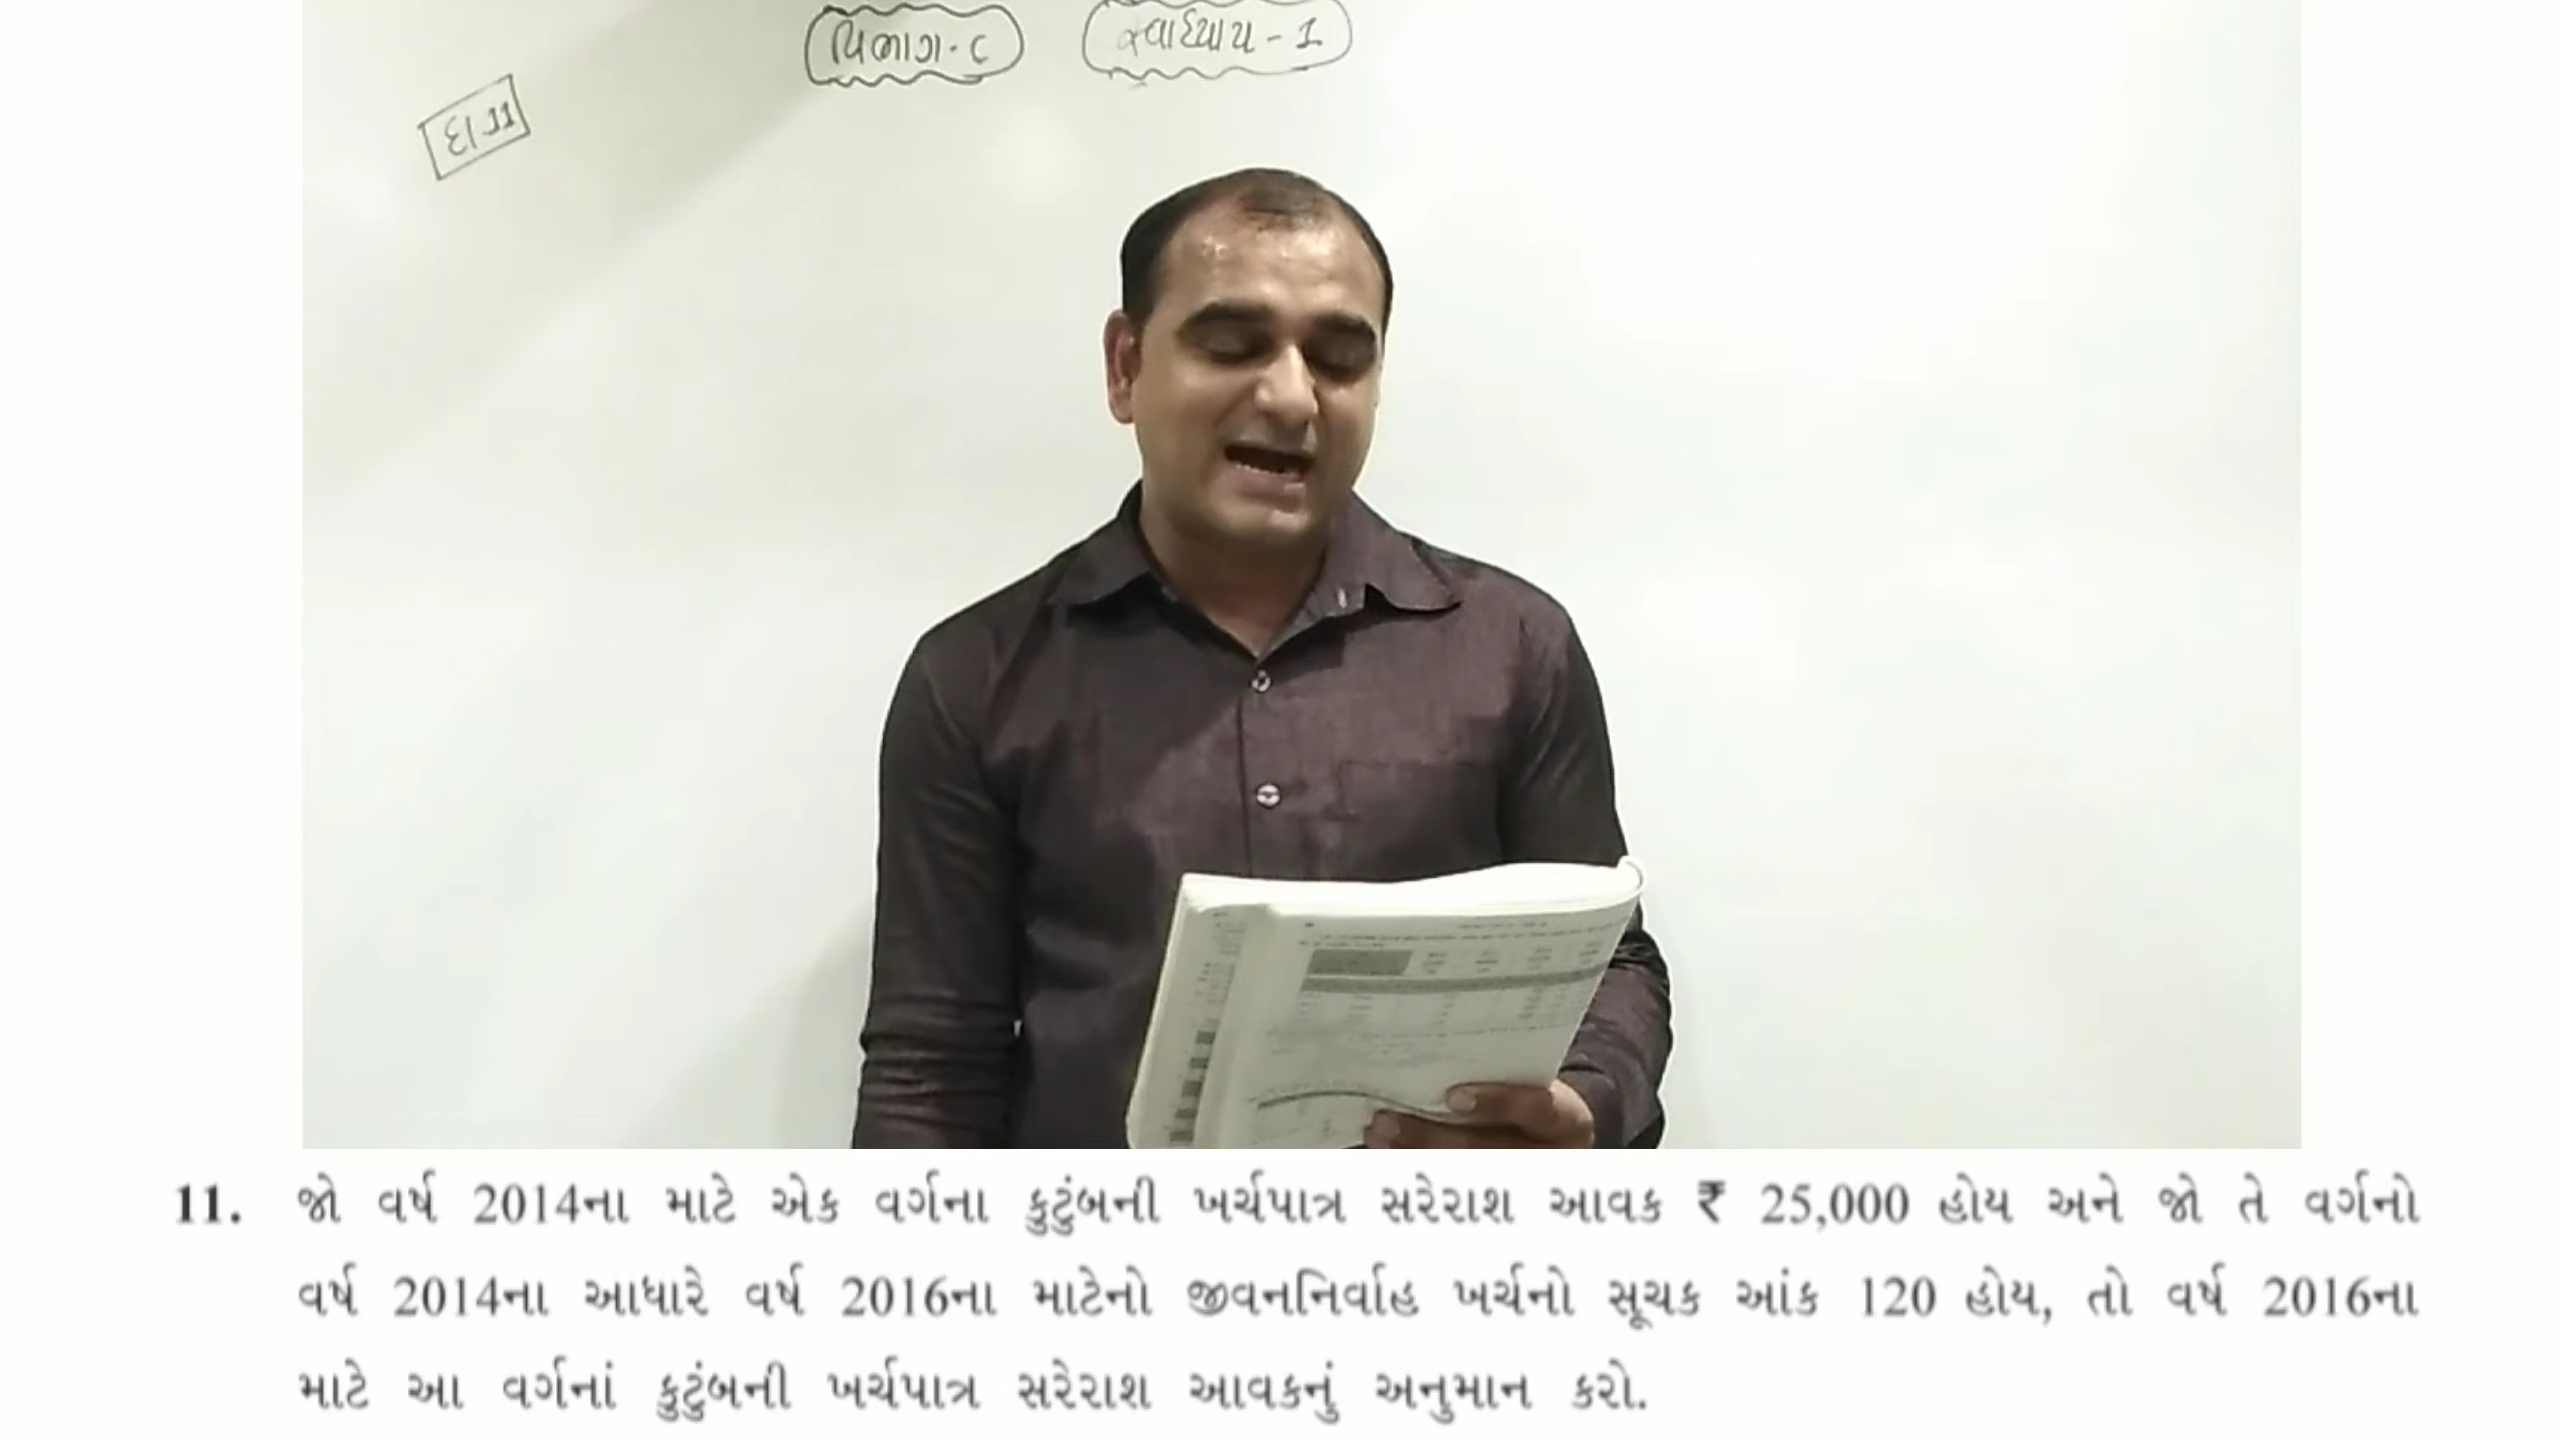 વિભાગ-C
સ્વાધ્યાય-1
દા.11
11. જો વર્ષ 2014ના માટે એક વર્ગના કુટુંબની ખર્ચપાત્ર સરેરાશ આવક ₹ 25,000 હોય અને જો તે વર્ગનો
વર્ષ 2014ના આધારે વર્ષ 2016ના માટેનો જીવનનિર્વાહ ખર્ચનો સૂચક આંક 120 હોય, તો વર્ષ 2016ના
માટે આ વર્ગનાં કુટુંબની ખર્ચપાત્ર સરેરાશ આવકનું અનુમાન કરો.